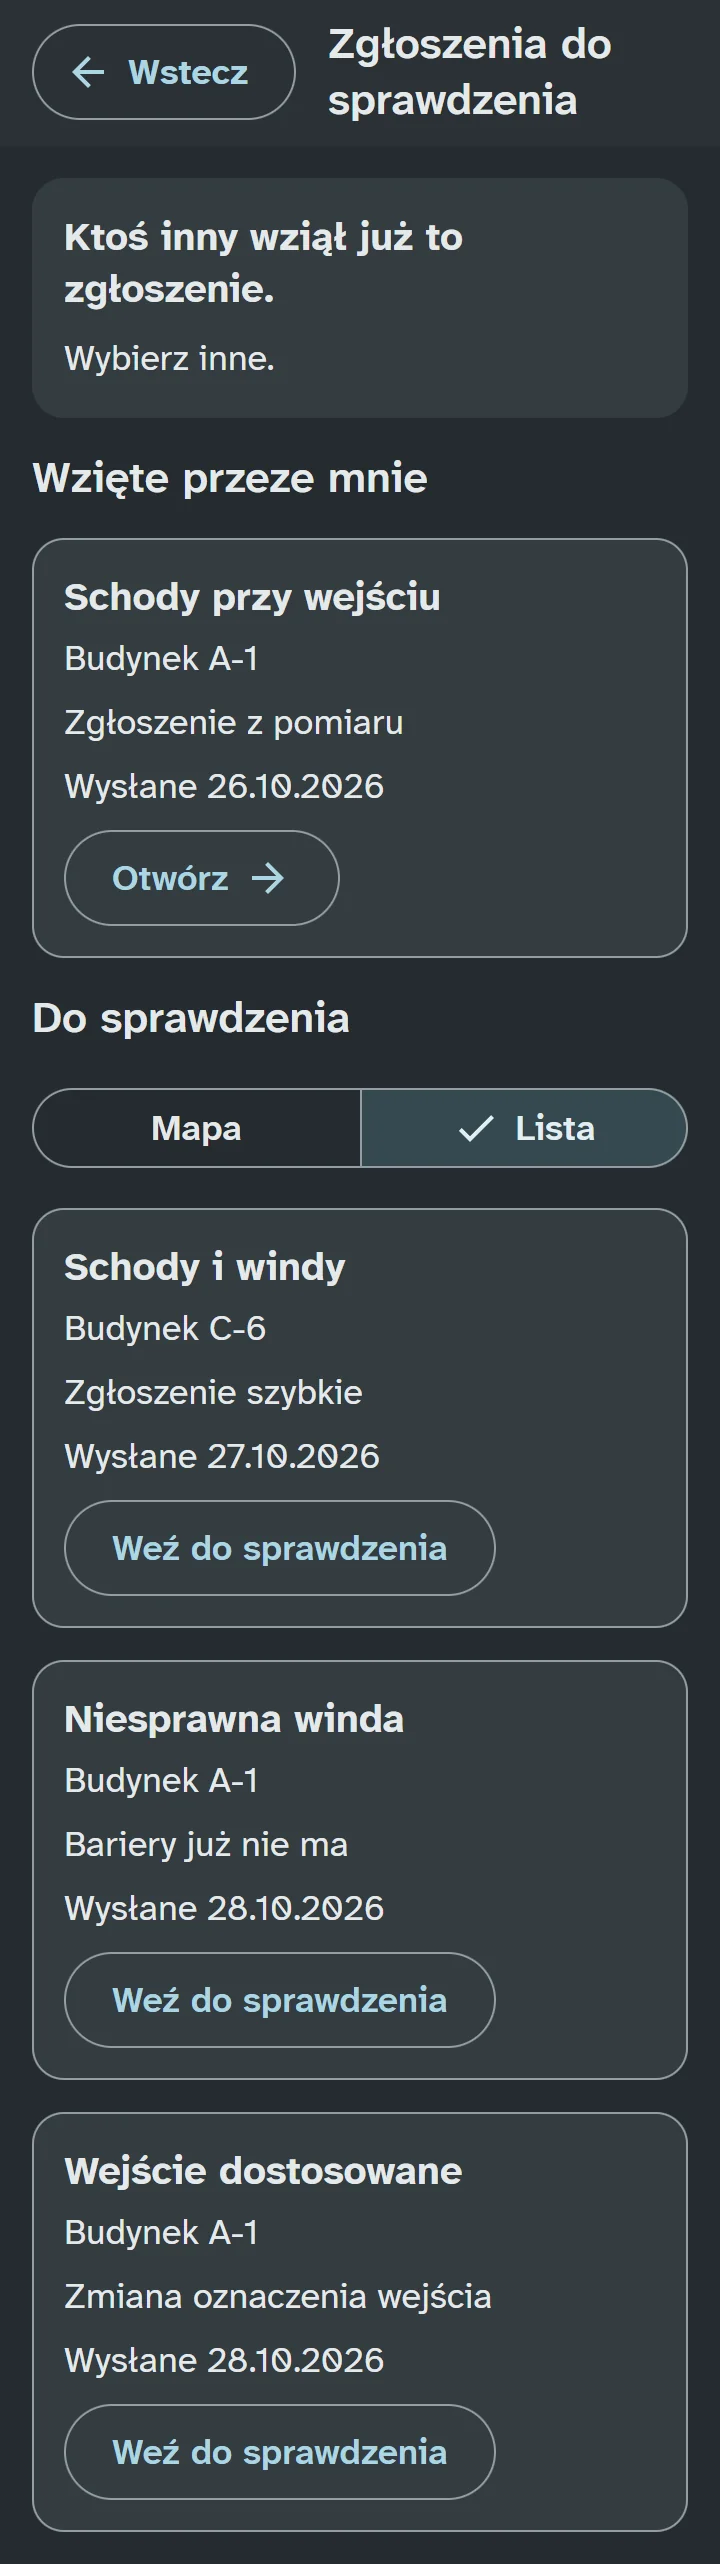 Wstecz
Zgłoszenia do
sprawdzenia
Ktoś inny wziął już to
zgłoszenie.
Wybierz inne.
Wzięte przeze mnie
Schody przy wejściu
Budynek A-1
Zgłoszenie z pomiaru
Wysłane 26.10.2026
Otwórz
Do sprawdzenia
Mapa
Lista
Schody i windy
Budynek C-6
Zgłoszenie szybkie
Wysłane 27.10.2026
Weź do sprawdzenia
Niesprawna winda
Budynek A-1
Bariery już nie ma
Wysłane 28.10.2026
Weź do sprawdzenia
Wejście dostosowane
Budynek A-1
Zmiana oznaczenia wejścia
Wysłane 28.10.2026
Weź do sprawdzenia